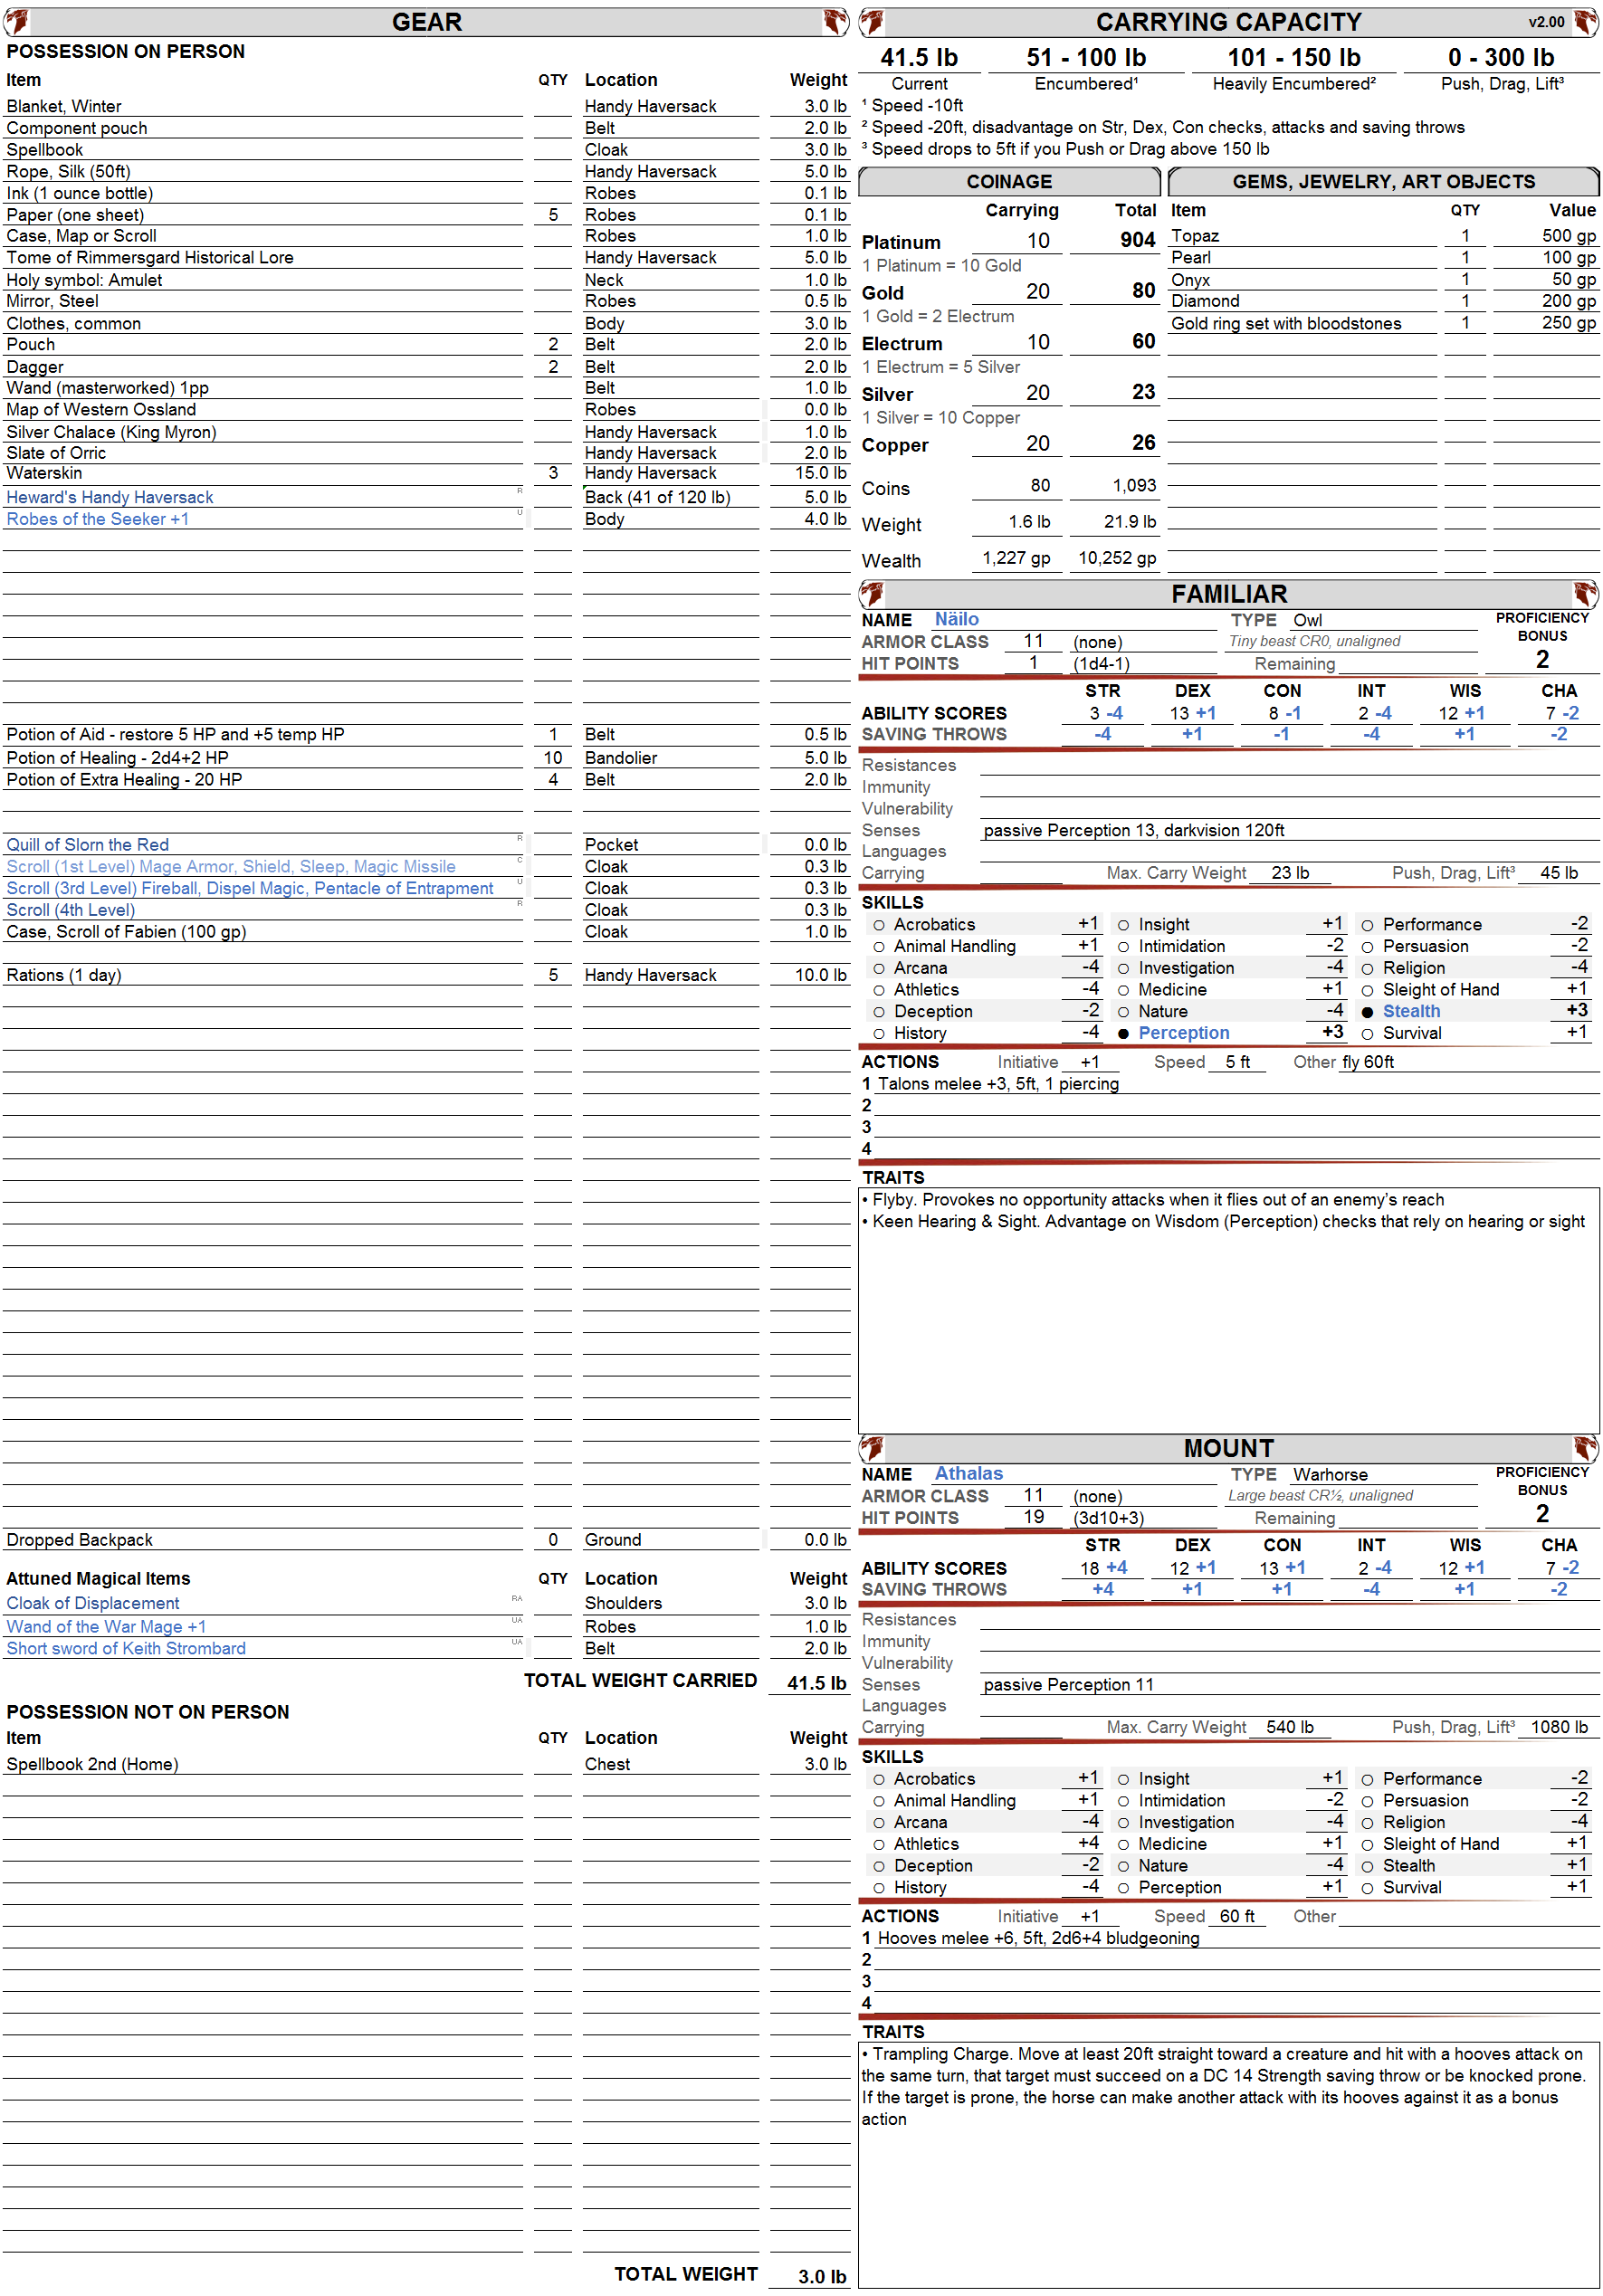 GEAR
POSSESSION ON PERSON
Item QTY Location Weight
Blanket, Winter Handy Haversack 3.0 lb
Component pouch Belt 2.0 lb
Spellbook Cloak 3.0 lb
Rope, Silk (50ft) Handy Haversack 5.0 lb
Ink (1 ounce bottle) Robes 0.1 lb
Paper (one sheet) 5 Robes 0.1 lb
Case, Map or Scroll Robes 1.0 lb
Tome of Rimmersgard Historical Lore Handy Haversack 5.0 lb
Holy symbol: Amulet Neck 1.0 lb
Mirror, Steel Robes 0.5 lb
Clothes, common Body 3.0 lb
Pouch 2 Belt 2.0 lb
Dagger 2 Belt 2.0 lb
Wand (masterworked) 1pp Belt 1.0 lb
Map of Western Ossland Robes 0.0 lb
Silver Chalace (King Myron) Handy Haversack 1.0 lb
Slate of Orric Handy Haversack 2.0 lb
Waterskin 3 Handy Haversack 15.0 lb
Heward's Handy Haversack R Back (41 of 120 lb) 5.0 lb
Robes of the Seeker +1 U Body 4.0 lb
Potion of Aid - restore 5 HP and +5 temp HP 1 Belt 0.5 lb
Potion of Healing - 2d4+2 HP 10 Bandolier 5.0 lb
Potion of Extra Healing - 20 HP 4 Belt 2.0 lb
Quill of Slorn the Red R Pocket 0.0 lb
Scroll (1st Level) Mage Armor, Shield, Sleep, Magic Missile C Cloak 0.3 lb
Scroll (3rd Level) Fireball, Dispel Magic, Pentacle of Entrapment U Cloak 0.3 lb
Scroll (4th Level) R Cloak 0.3 lb
Case, Scroll of Fabien (100 gp) Cloak 1.0 lb
Rations (1 day) 5 Handy Haversack 10.0 lb
Dropped Backpack 0 Ground 0.0 lb
Attuned Magical Items QTY Location Weight
Cloak of Displacement RA Shoulders 3.0 lb
Wand of the War Mage +1 UA Robes 1.0 lb
Short sword of Keith Strombard UA Belt 2.0 lb
TOTAL WEIGHT CARRIED 41.5 lb
POSSESSION NOT ON PERSON
Item QTY Location Weight
Spellbook 2nd (Home) Chest 3.0 lb
TOTAL WEIGHT 3.0 lb
CARRYING CAPACITY v2.00
41.5 lb 51 - 100 lb 101 - 150 lb 0 - 300 lb
Current Encumbered¹ Heavily Encumbered² Push, Drag, Lift³
¹ Speed -10ft
² Speed -20ft, disadvantage on Str, Dex, Con checks, attacks and saving throws
³ Speed drops to 5ft if you Push or Drag above 150 lb
COINAGE
Carrying Total
Platinum 10 904
1 Platinum = 10 Gold
Gold 20 80
1 Gold = 2 Electrum
Electrum 10 60
1 Electrum = 5 Silver
Silver 20 23
1 Silver = 10 Copper
Copper 20 26
Coins 80 1,093
Weight 1.6 lb 21.9 lb
Wealth 1,227 gp 10,252 gp
GEMS, JEWELRY, ART OBJECTS
Item QTY Value
Topaz 1 500 gp
Pearl 1 100 gp
Onyx 1 50 gp
Diamond 1 200 gp
Gold ring set with bloodstones 1 250 gp
FAMILIAR
NAME Näilo TYPE Owl PROFICIENCY
ARMOR CLASS 11 (none) Tiny beast CR0, unaligned BONUS
HIT POINTS 1 (1d4-1) Remaining 2
STR DEX CON INT WIS CHA
ABILITY SCORES 3 -4 13 +1 8 -1 2 -4 12 +1 7 -2
SAVING THROWS -4 +1 -1 -4 +1 -2
Resistances
Immunity
Vulnerability
Senses passive Perception 13, darkvision 120ft
Languages
Carrying Max. Carry Weight 23 lb Push, Drag, Lift³ 45 lb
SKILLS
○ Acrobatics +1 ○ Insight +1 ○ Performance -2
○ Animal Handling +1 ○ Intimidation -2 ○ Persuasion -2
○ Arcana -4 ○ Investigation -4 ○ Religion -4
○ Athletics -4 ○ Medicine +1 ○ Sleight of Hand +1
○ Deception -2 ○ Nature -4 ● Stealth +3
○ History -4 ● Perception +3 ○ Survival +1
ACTIONS Initiative +1 Speed 5 ft Other fly 60ft
1 Talons melee +3, 5ft, 1 piercing
2
3
4
TRAITS
• Flyby. Provokes no opportunity attacks when it flies out of an enemy’s reach
• Keen Hearing & Sight. Advantage on Wisdom (Perception) checks that rely on hearing or sight
MOUNT
NAME Athalas TYPE Warhorse PROFICIENCY
ARMOR CLASS 11 (none) Large beast CR½, unaligned BONUS
HIT POINTS 19 (3d10+3) Remaining 2
STR DEX CON INT WIS CHA
ABILITY SCORES 18 +4 12 +1 13 +1 2 -4 12 +1 7 -2
SAVING THROWS +4 +1 +1 -4 +1 -2
Resistances
Immunity
Vulnerability
Senses passive Perception 11
Languages
Carrying Max. Carry Weight 540 lb Push, Drag, Lift³ 1080 lb
SKILLS
○ Acrobatics +1 ○ Insight +1 ○ Performance -2
○ Animal Handling +1 ○ Intimidation -2 ○ Persuasion -2
○ Arcana -4 ○ Investigation -4 ○ Religion -4
○ Athletics +4 ○ Medicine +1 ○ Sleight of Hand +1
○ Deception -2 ○ Nature -4 ○ Stealth +1
○ History -4 ○ Perception +1 ○ Survival +1
ACTIONS Initiative +1 Speed 60 ft Other
1 Hooves melee +6, 5ft, 2d6+4 bludgeoning
2
3
4
TRAITS
• Trampling Charge. Move at least 20ft straight toward a creature and hit with a hooves attack on
the same turn, that target must succeed on a DC 14 Strength saving throw or be knocked prone.
If the target is prone, the horse can make another attack with its hooves against it as a bonus
action